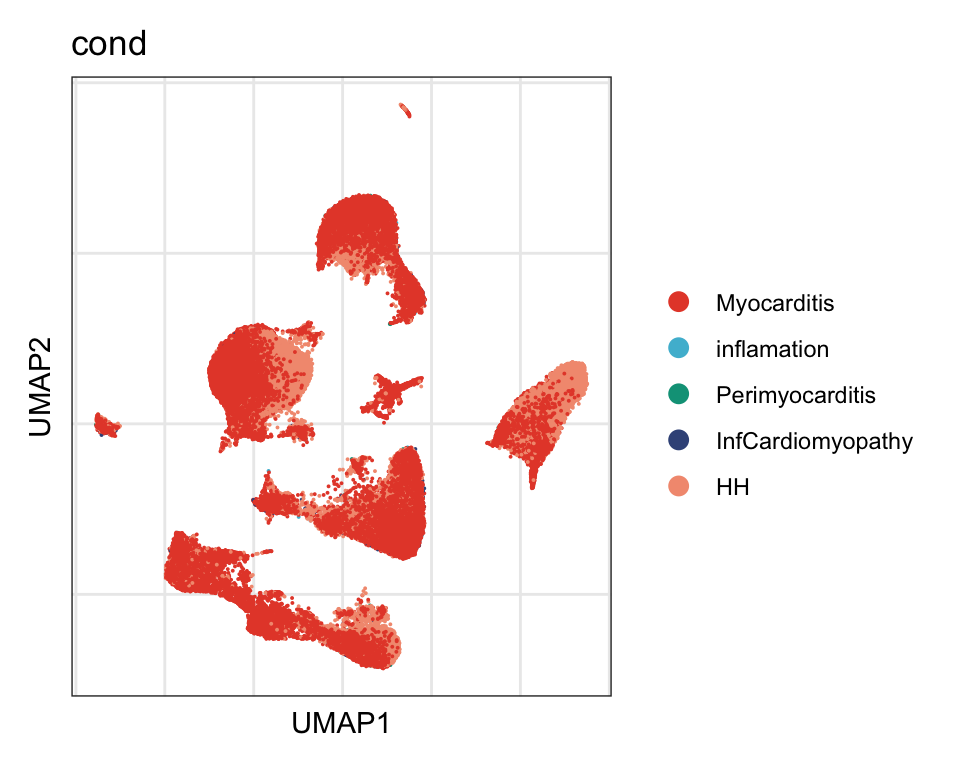 cond
UMAP2
UMAP1
Myocarditis
inflamation
Perimyocarditis
InfCardiomyopathy
HH